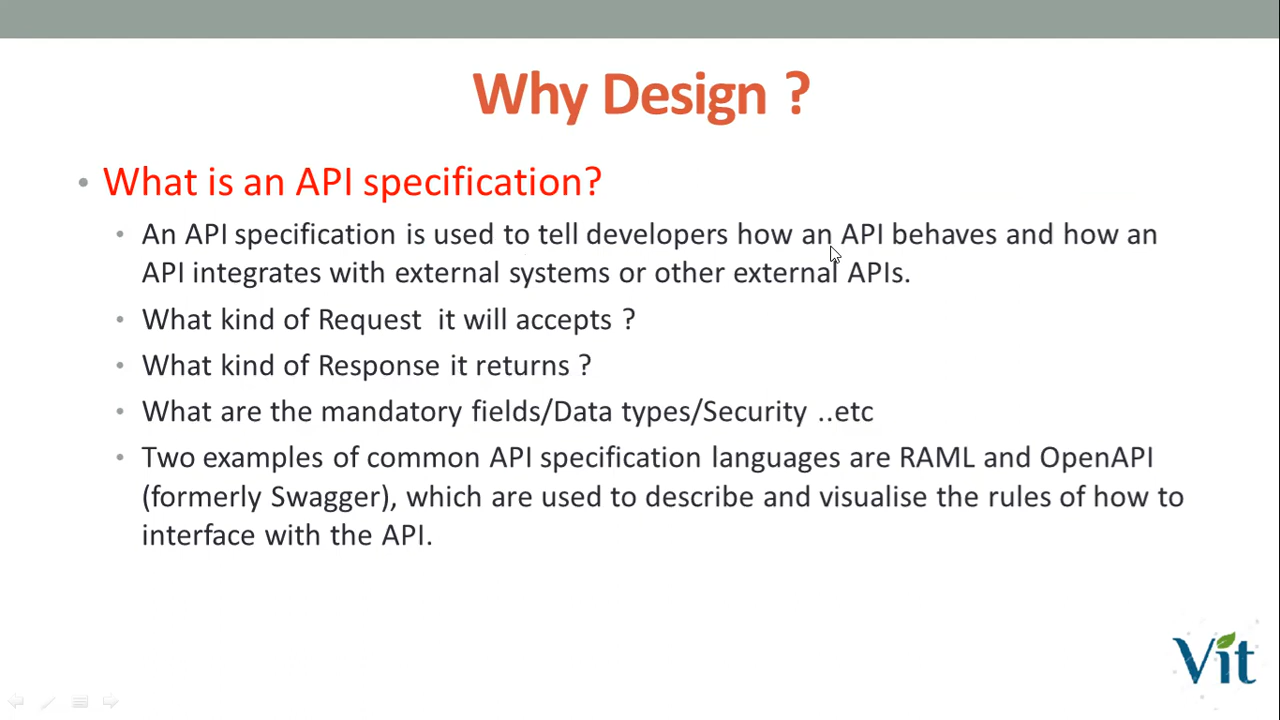 Why Design ?
• What is an API specification?
• An API specification is used to tell developers how an API behaves and how an
API integrates with external systems or other external APIs.
• What kind of Request  it will accepts ?
• What kind of Response it returns ?
• What are the mandatory fields/Data types/Security ..etc
• Two examples of common API specification languages are RAML and OpenAPI
(formerly Swagger), which are used to describe and visualise the rules of how to
interface with the API.
Vit